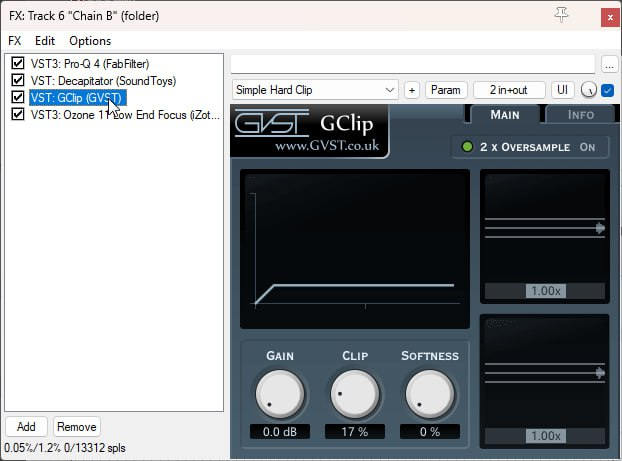 FX: Track 6 "Chain B" (folder)
FX Edit Options
VST3: Pro-Q 4 (FabFilter)
VST: Decapitator (SoundToys)
VST: GClip (GVST)
VST3: Ozone 11 Low End Focus (iZot...
...
Simple Hard Clip + Param 2 in+out UI
GVST GClip
www.GVST.co.uk
MAIN INFO
2 x OVERSAMPLE ON
1.00x
GAIN CLIP SOFTNESS
0.0 dB 17 % 0 %
1.00x
Add Remove
0.05%/1.2% 0/13312 spls